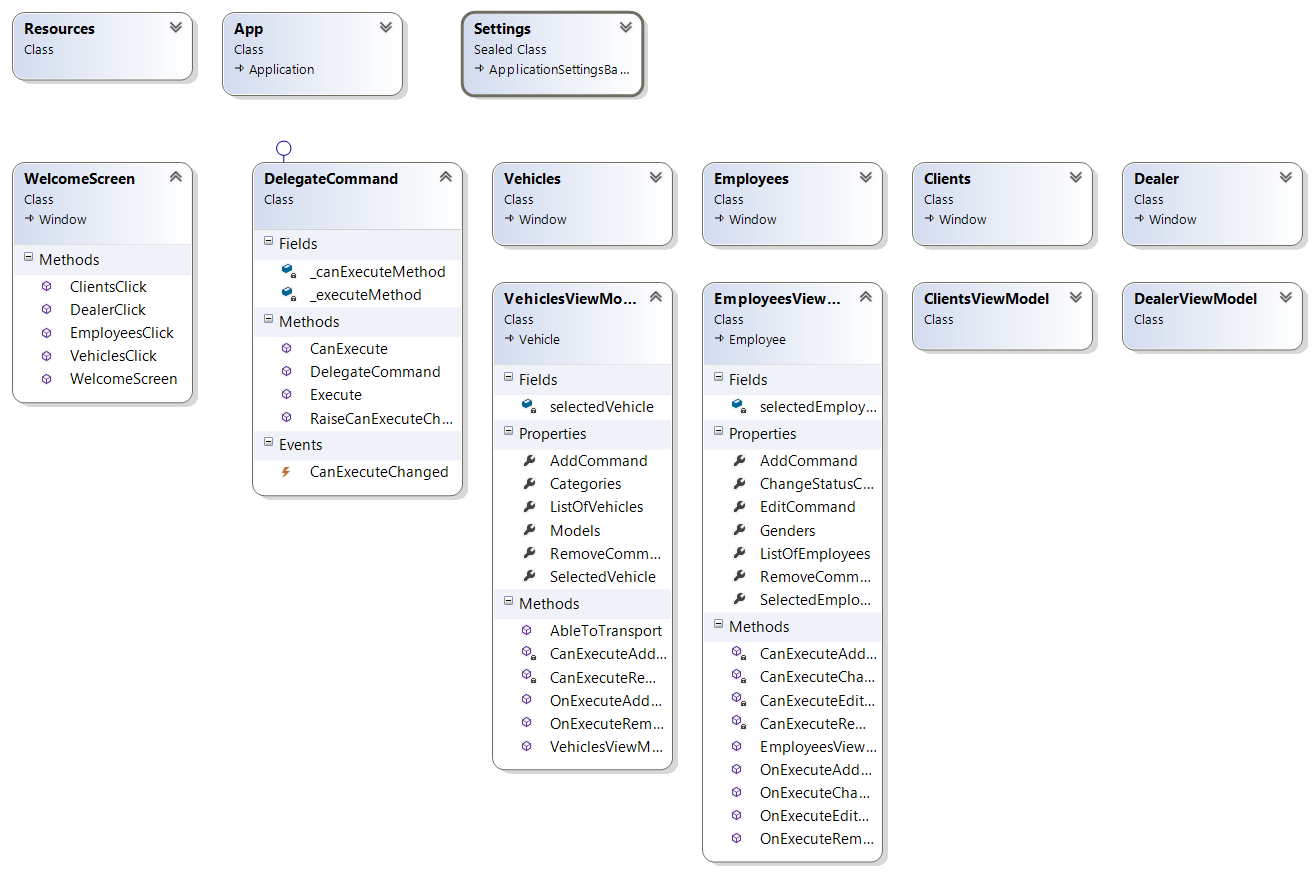 Resources
Class
App
Class
Application
Settings
Sealed Class
ApplicationSettingsBa...
WelcomeScreen
Class
Window
Methods
ClientsClick
DealerClick
EmployeesClick
VehiclesClick
WelcomeScreen
DelegateCommand
Class
Fields
_canExecuteMethod
_executeMethod
Methods
CanExecute
DelegateCommand
Execute
RaiseCanExecuteCh...
Events
CanExecuteChanged
Vehicles
Class
Window
Employees
Class
Window
Clients
Class
Window
Dealer
Class
Window
VehiclesViewMo...
Class
Vehicle
Fields
selectedVehicle
Properties
AddCommand
Categories
ListOfVehicles
Models
RemoveComm...
SelectedVehicle
Methods
AbleToTransport
CanExecuteAdd...
CanExecuteRe...
OnExecuteAdd...
OnExecuteRem...
VehiclesViewM...
EmployeesView...
Class
Employee
Fields
selectedEmploy...
Properties
AddCommand
ChangeStatusC...
EditCommand
Genders
ListOfEmployees
RemoveComm...
SelectedEmplo...
Methods
CanExecuteAdd...
CanExecuteCha...
CanExecuteEdit...
CanExecuteRe...
EmployeesView...
OnExecuteAdd...
OnExecuteCha...
OnExecuteEdit...
OnExecuteRem...
ClientsViewModel
Class
DealerViewModel
Class